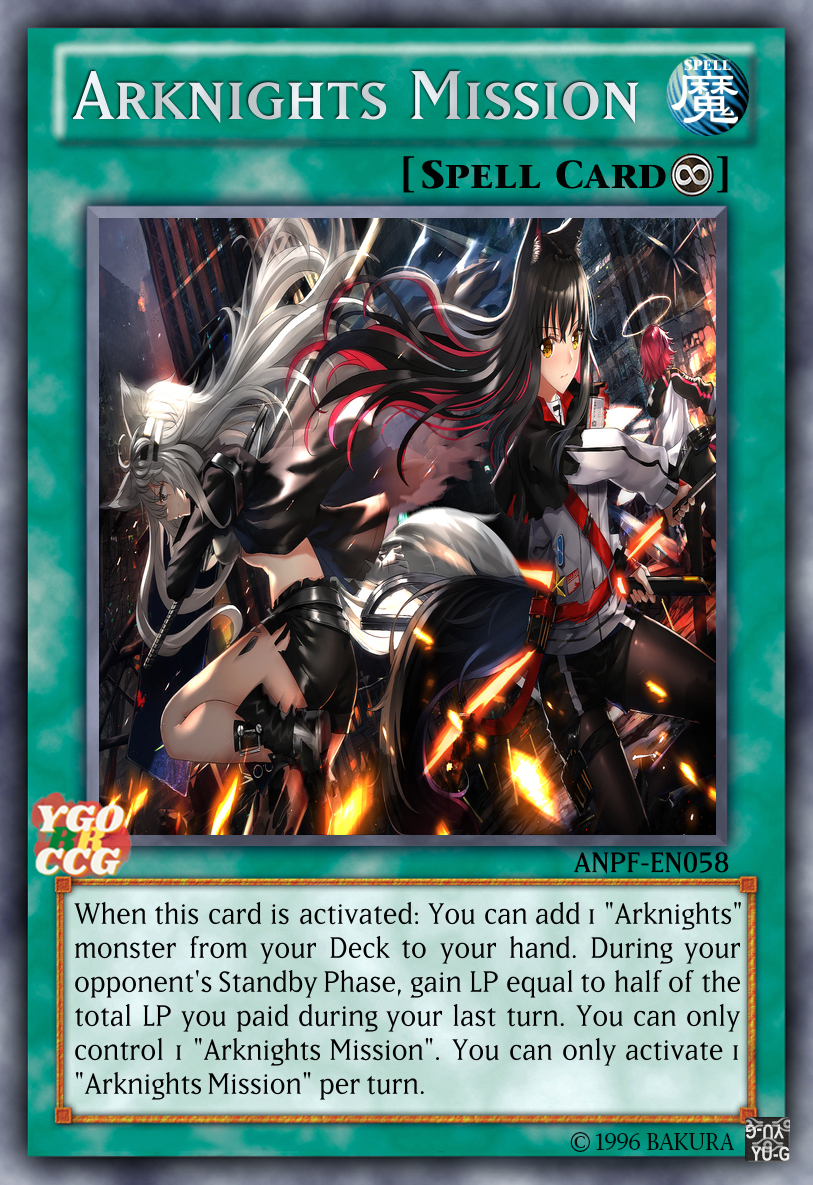 Arknights Mission
SPELL
魔
[Spell Card∞]
YGO
BR
CCG
ANPF-EN058
When this card is activated: You can add 1 "Arknights"
monster from your Deck to your hand. During your
opponent's Standby Phase, gain LP equal to half of the
total LP you paid during your last turn. You can only
control 1 "Arknights Mission". You can only activate 1
"Arknights Mission" per turn.
© 1996 BAKURA
YU-G
YU-G